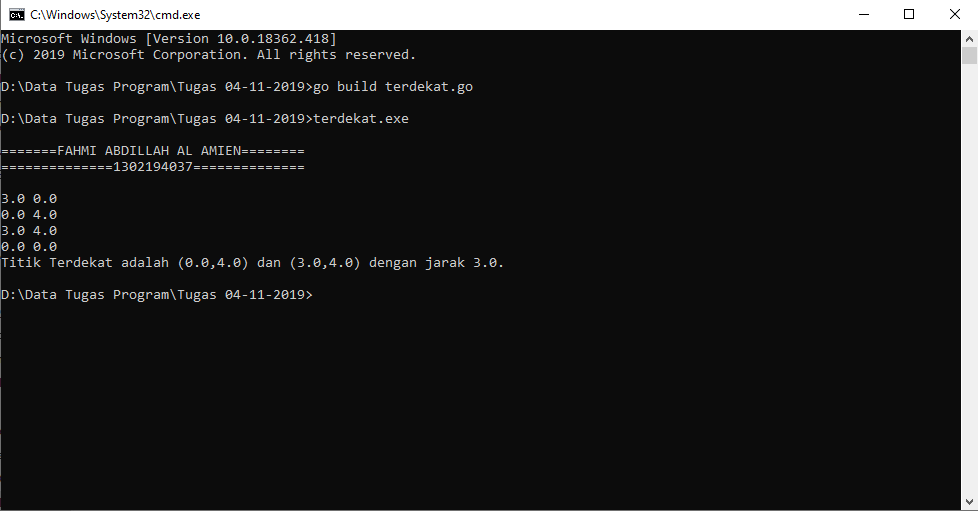 C:\Windows\System32\cmd.exe
Microsoft Windows [Version 10.0.18362.418]
(c) 2019 Microsoft Corporation. All rights reserved.
D:\Data Tugas Program\Tugas 04-11-2019>go build terdekat.go
D:\Data Tugas Program\Tugas 04-11-2019>terdekat.exe
=======FAHMI ABDILLAH AL AMIEN========
==============1302194037==============
3.0 0.0
0.0 4.0
3.0 4.0
0.0 0.0
Titik Terdekat adalah (0.0,4.0) dan (3.0,4.0) dengan jarak 3.0.
D:\Data Tugas Program\Tugas 04-11-2019>